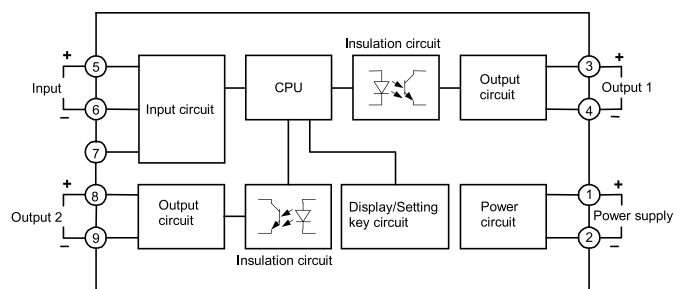 Insulation circuit
+
5
Input
6
−
7
Input circuit
CPU
Output
circuit
3
+
Output 1
4
−
+
8
Output 2
9
−
Output
circuit
Insulation circuit
Display/Setting
key circuit
Power
circuit
1
+
Power supply
2
−